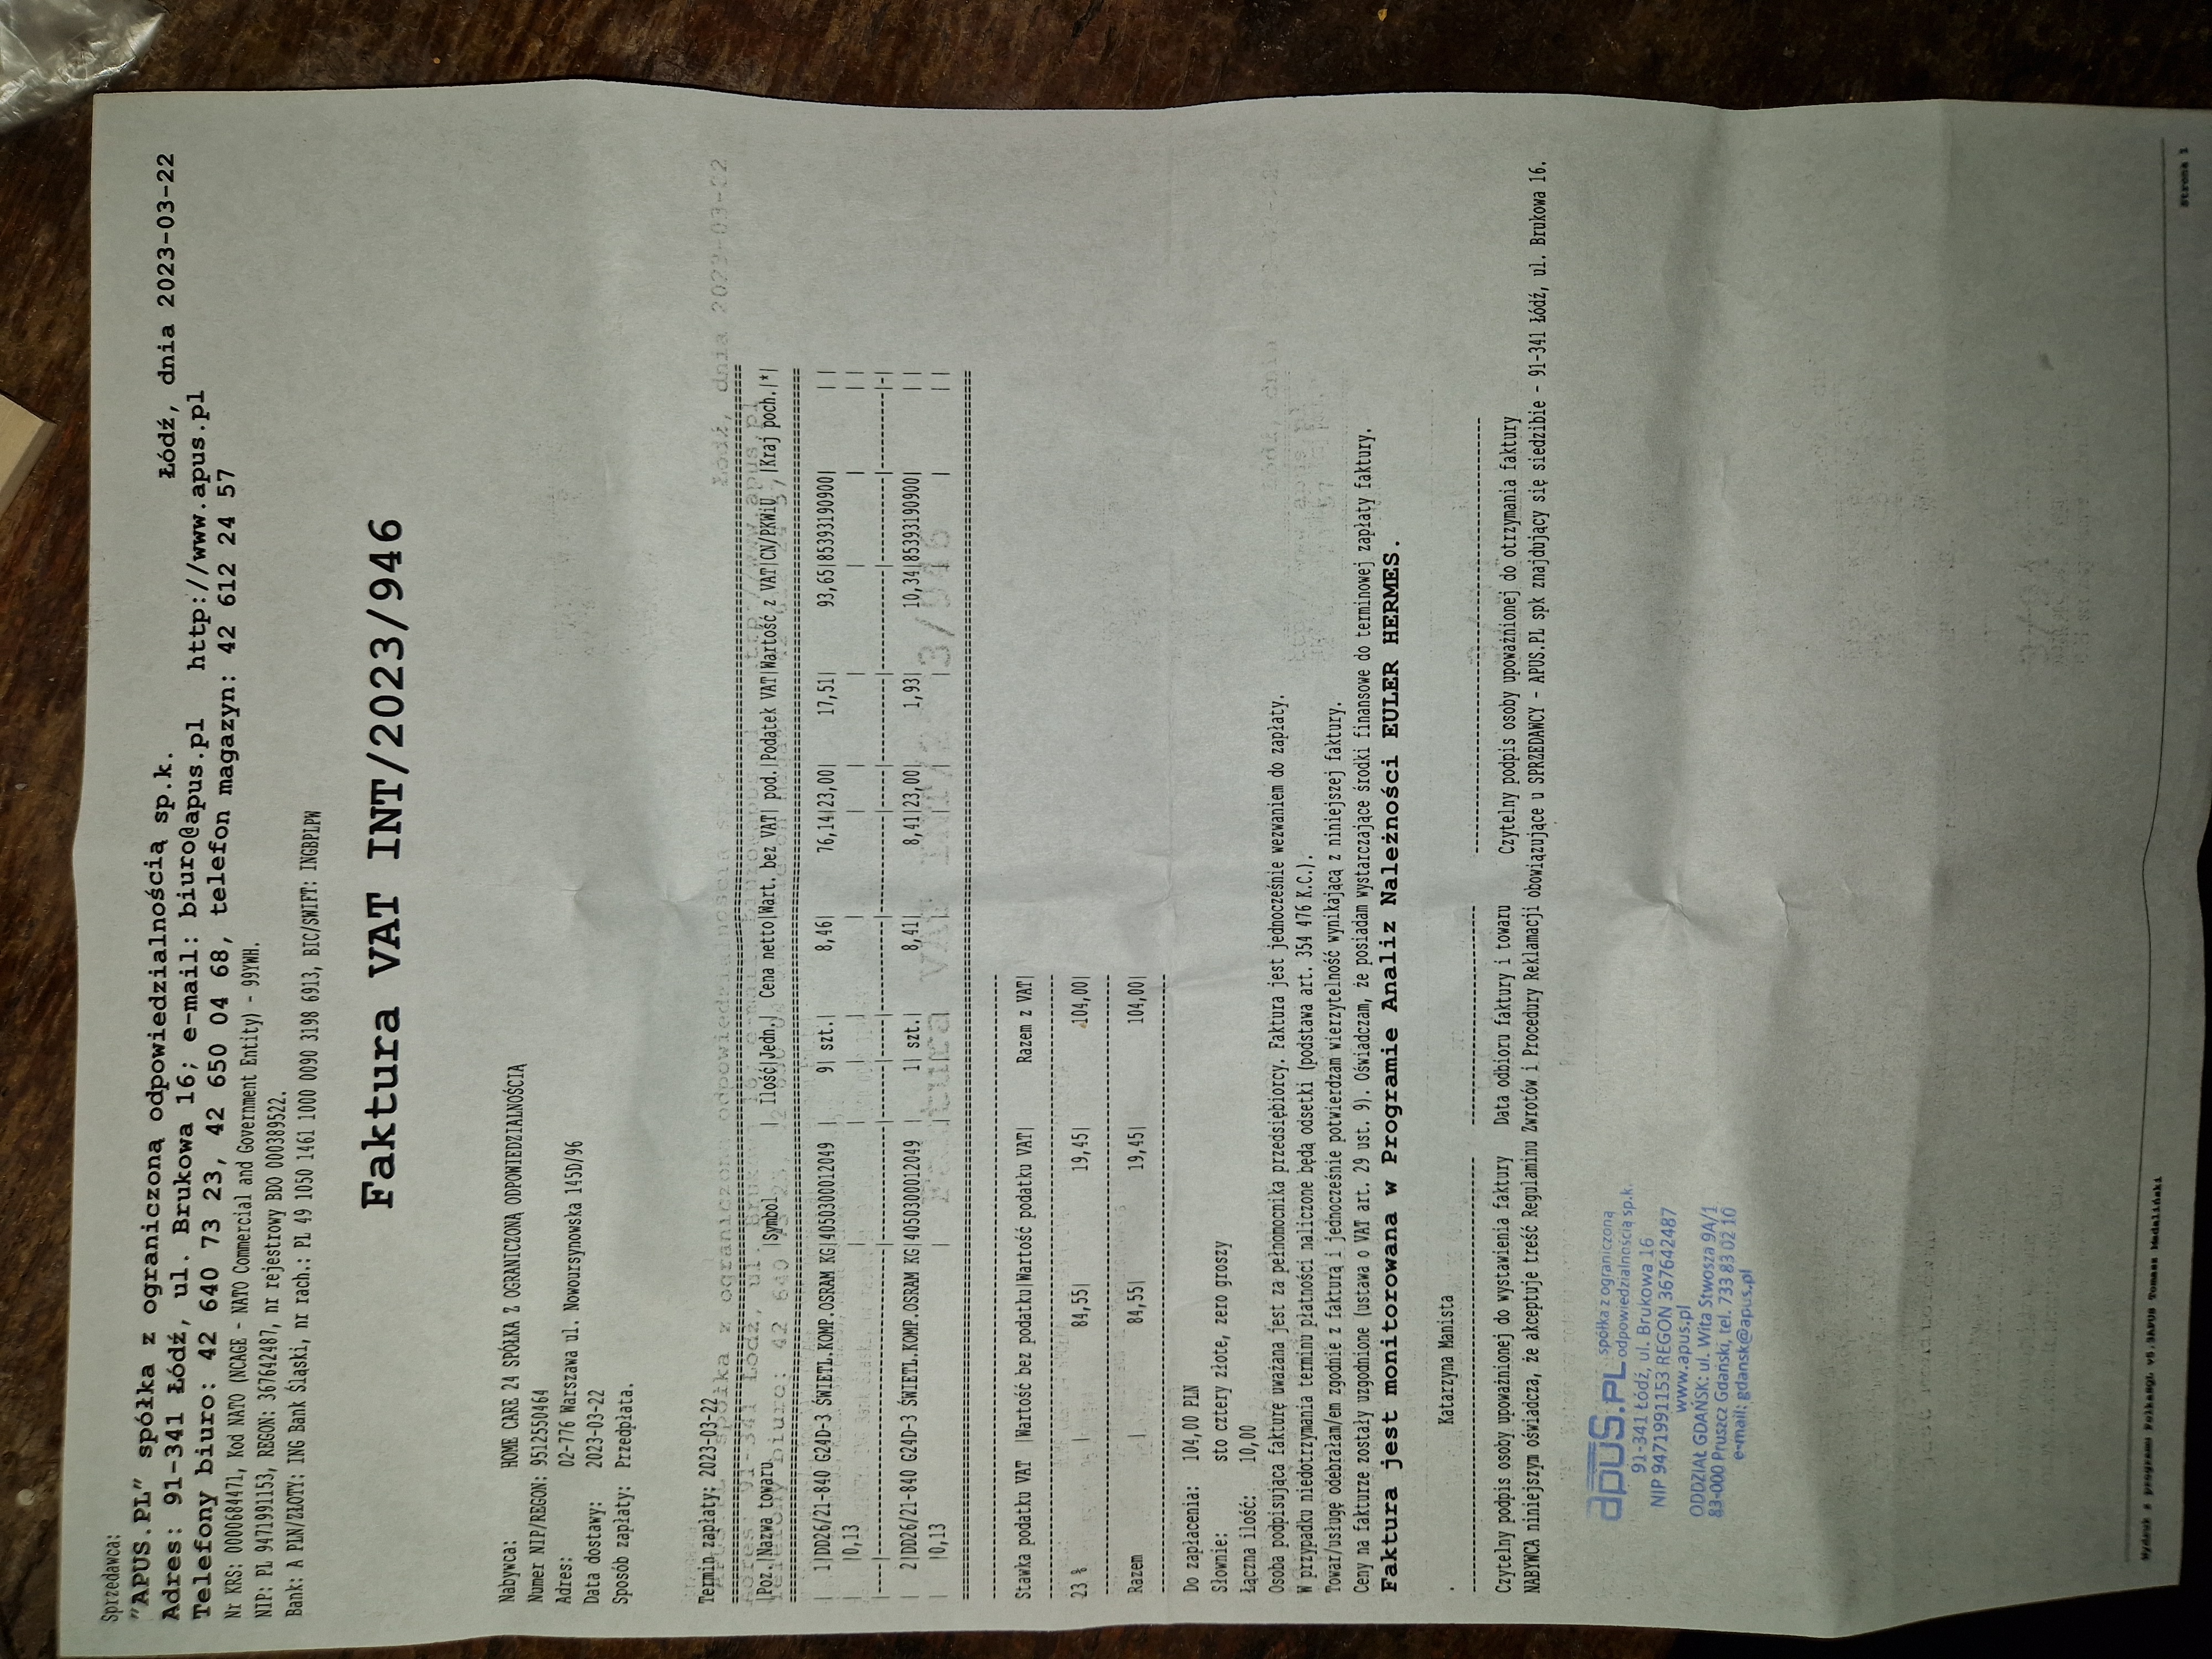 Sprzedawca:
"APUS.PL" spółka z ograniczoną odpowiedzialnością sp.k. Łódź, dnia 2023-03-22
Adres: 91-341 Łódź, ul. Brukowa 16; e-mail: biuro@apus.pl http://www.apus.pl
Telefony biuro: 42 640 73 23, 42 650 04 68, telefon magazyn: 42 612 24 57
Nr KRS: 0000684471, Kod NATO (NCAGE - NATO Commercial and Government Entity) - 99YWH.
NIP: PL 9471991153, REGON: 367642487, nr rejestrowy BDO 000389522.
Bank: A PLN/ZŁOTY: ING Bank Śląski, nr rach.: PL 49 1050 1461 1000 0090 3198 6913, BIC/SWIFT: INGBPLPW
Faktura VAT INT/2023/946
Nabywca: HOME CARE 24 SPÓŁKA Z OGRANICZONĄ ODPOWIEDZIALNOŚCIĄ
Numer NIP/REGON: 9512550464
Adres: 02-776 Warszawa ul. Nowoursynowska 145D/96
Data dostawy: 2023-03-22
Sposób zapłaty: Przedpłata.
Termin zapłaty: 2023-03-22
|Poz.|Nazwa towaru |Symbol | Ilość|Jedn.| Cena netto|Wart. bez VAT| pod.|Podatek VAT|Wartość z VAT|CN/PKWiU |Kraj poch.|*|
| 1|DD26/21-840 G24D-3 ŚWIETL.KOMP.OSRAM KG|4050300012049 | 9| szt.| 8,46| 76,14|23,00| 17,51| 93,65|85393190900| | |
| |0,13 | | | | | | | | | | | |
| 2|DD26/21-840 G24D-3 ŚWIETL.KOMP.OSRAM KG|4050300012049 | 1| szt.| 8,41| 8,41|23,00| 1,93| 10,34|85393190900| | |
| |0,13 | | | | | | | | | | | |
Stawka podatku VAT |Wartość bez podatku|Wartość podatku VAT| Razem z VAT|
23 % | 84,55| 19,45| 104,00|
Razem | 84,55| 19,45| 104,00|
Do zapłacenia: 104,00 PLN
Słownie: sto cztery złote, zero groszy
Łączna ilość: 10,00
Osoba podpisująca fakturę uważana jest za pełnomocnika przedsiębiorcy. Faktura jest jednocześnie wezwaniem do zapłaty.
W przypadku niedotrzymania terminu płatności naliczone będą odsetki (podstawa art. 354 476 K.C.).
Towar/usługę odebrałam/em zgodnie z fakturą i jednocześnie potwierdzam wierzytelność wynikającą z niniejszej faktury.
Ceny na fakturze zostały uzgodnione (ustawa o VAT art. 29 ust. 9). Oświadczam, że posiadam wystarczające środki finansowe do terminowej zapłaty faktury.
Faktura jest monitorowana w Programie Analiz Należności EULER HERMES.
. Katarzyna Manista
Czytelny podpis osoby upoważnionej do wystawienia faktury Data odbioru faktury i towaru Czytelny podpis osoby upoważnionej do otrzymania faktury
NABYWCA niniejszym oświadcza, że akceptuje treść Regulaminu Zwrotów i Procedury Reklamacji obowiązujące u SPRZEDAWCY - APUS.PL spk znajdujący się siedzibie - 91-341 Łódź, ul. Brukowa 16.
apus.PL spółka z ograniczoną
odpowiedzialnością sp.k.
91-341 Łódź, ul. Brukowa 16
NIP 9471991153 REGON 367642487
www.apus.pl
ODDZIAŁ GDAŃSK: ul. Wita Stwosza 9A/1
83-000 Pruszcz Gdański, tel. 733 83 02 10
e-mail: gdansk@apus.pl
Wydruk z programu FolkaSQL v5.3APUS Tomasz Madaliński
Strona 1